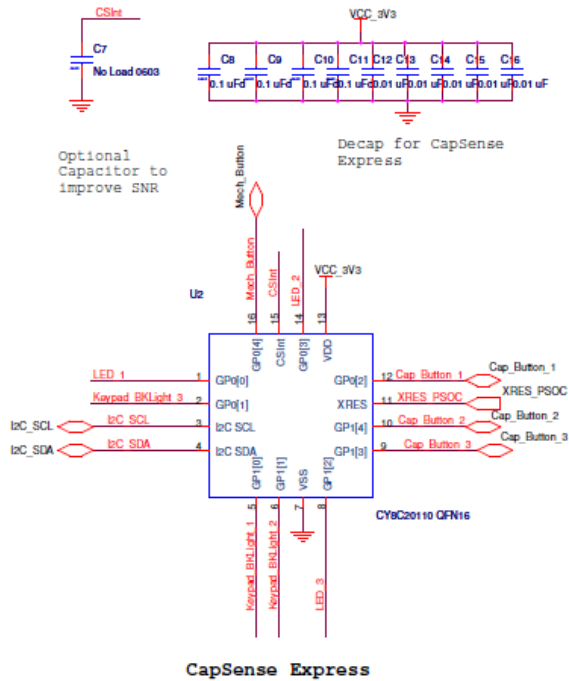 CSInt
C7
No Load 0603
VCC_3V3
C8 C9 C10 C11 C12 C13 C14 C15 C16
0.1 uFd 0.1 uFd 0.1 uFd 0.1 uFd 0.01 uF 0.01 uF 0.01 uF 0.01 uF
Optional
Capacitor to
improve SNR
Decap for CapSense
Express
Mech_Button
Mech_Button
CSInt
LED_2
VCC_3V3
U2
16
15
14
13
GP0[4]
CSInt
GP0[3]
VDD
LED_1 1 GP0[0] GP0[2] 12 Cap_Button_1 Cap_Button_1
Keypad_BKLight_3 2 GP0[1] XRES 11 XRES_PSOC XRES_PSOC
I2C_SCL I2C_SCL 3 I2C SCL GP1[4] 10 Cap_Button_2 Cap_Button_2
I2C_SDA I2C_SDA 4 I2C SDA GP1[3] 9 Cap_Button_3 Cap_Button_3
GP1[0]
GP1[1]
VSS
GP1[2]
5
6
7
8
CY8C20110 QFN16
Keypad_BKLight_1
Keypad_BKLight_2
LED_3
CapSense Express